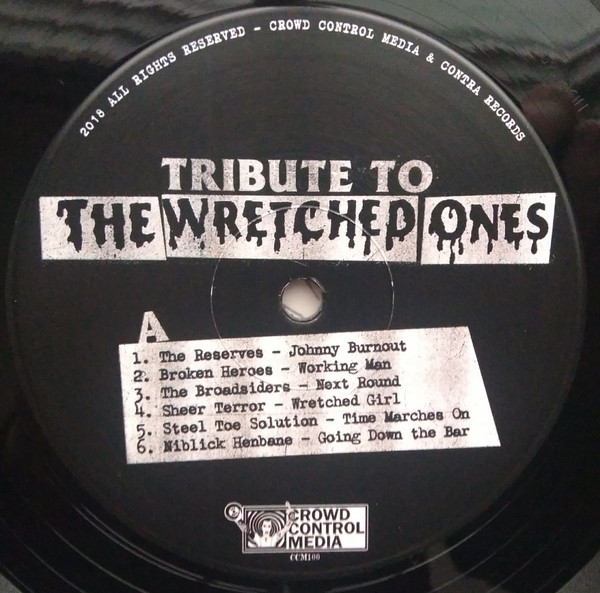 2018 ALL RIGHTS RESERVED - CROWD CONTROL MEDIA & CONTRA RECORDS
TRIBUTE TO
THE WRETCHED ONES
A
1. The Reserves - Johnny Burnout
2. Broken Heroes - Working Man
3. The Broadsiders - Next Round
4. Sheer Terror - Wretched Girl
5. Steel Toe Solution - Time Marches On
6. Niblick Henbane - Going Down the Bar
CROWD
CONTROL
MEDIA
CCM100